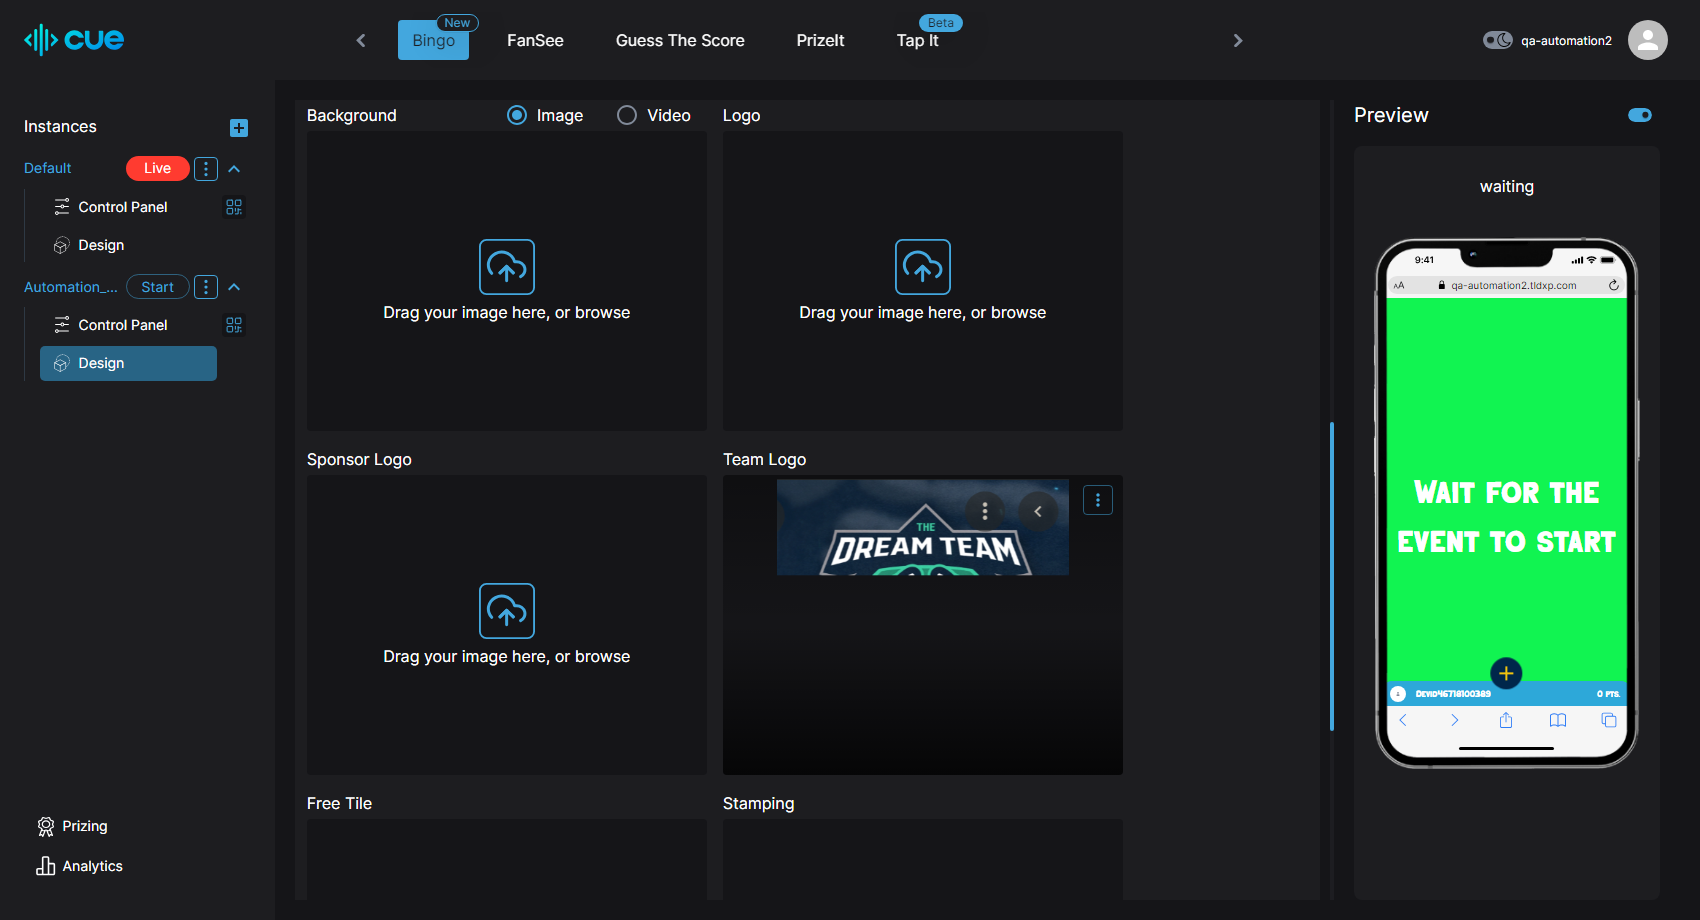 cue
Bingo
New
FanSee
Guess The Score
PrizeIt
Tap It
Beta
qa-automation2
Instances
Default
Live
Control Panel
Design
Automation_...
Start
Control Panel
Design
Prizing
Analytics
Background
Image
Video
Logo
Drag your image here, or browse
Drag your image here, or browse
Sponsor Logo
Team Logo
Drag your image here, or browse
THE
DREAM TEAM
Free Tile
Stamping
Preview
waiting
9:41
AA
qa-automation2.tldxp.com
WAIT FOR THE
EVENT TO START
DEVID46718100389
0 PTS.